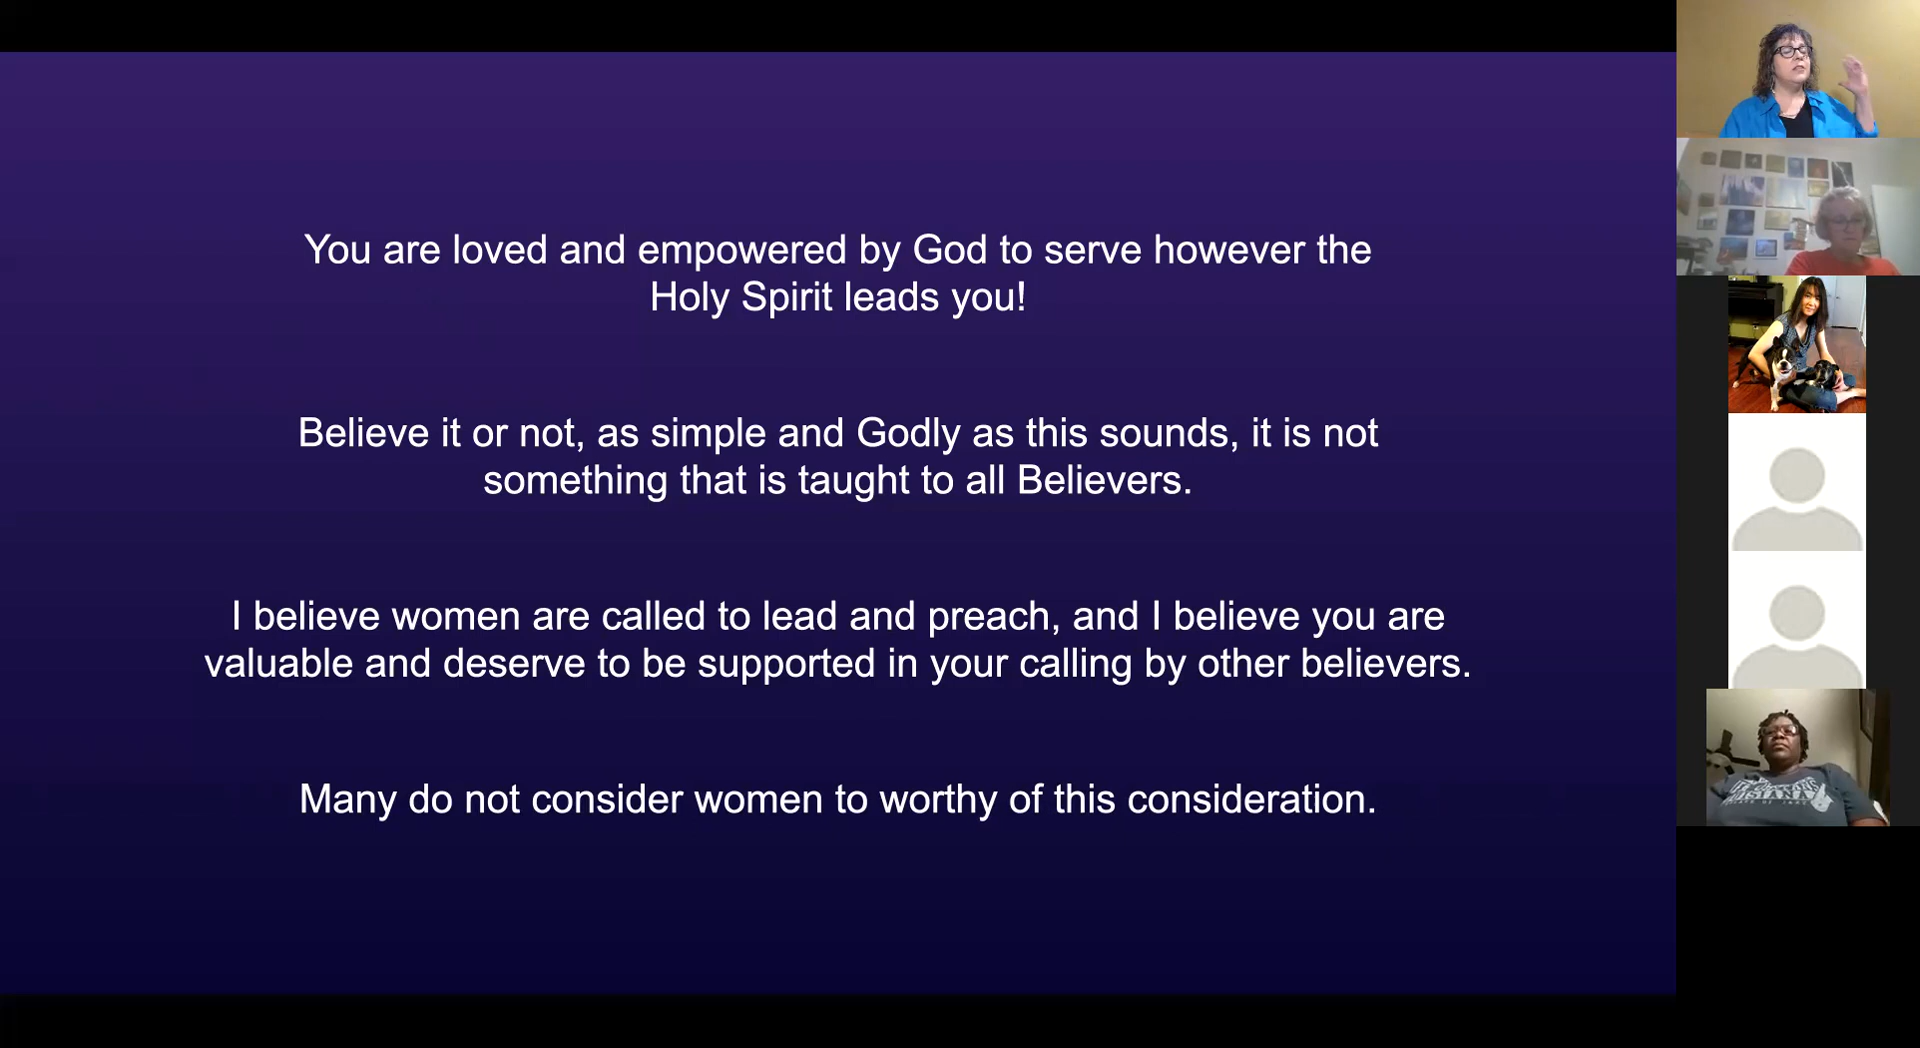 You are loved and empowered by God to serve however the
Holy Spirit leads you!
Believe it or not, as simple and Godly as this sounds, it is not
something that is taught to all Believers.
I believe women are called to lead and preach, and I believe you are
valuable and deserve to be supported in your calling by other believers.
Many do not consider women to worthy of this consideration.